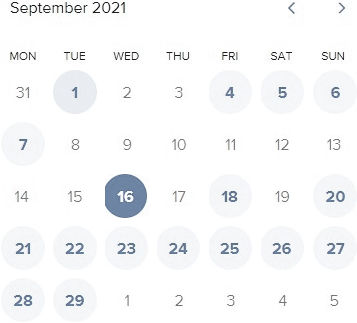 September 2021
MON TUE WED THU FRI SAT SUN
31 1 2 3 4 5 6
7 8 9 10 11 12 13
14 15 16 17 18 19 20
21 22 23 24 25 26 27
28 29 1 2 3 4 5